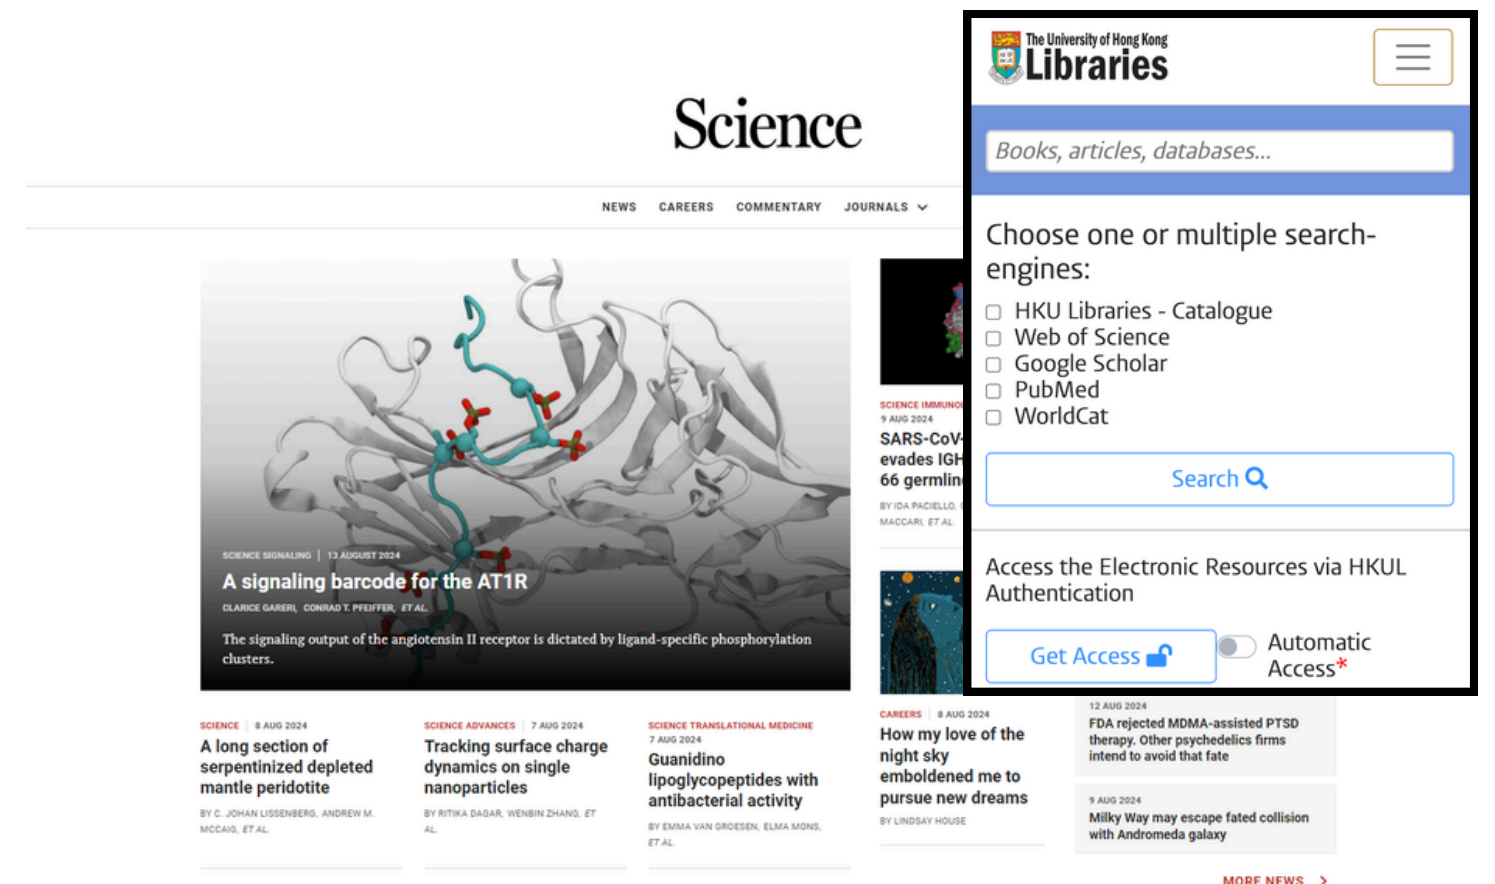 Science
NEWS CAREERS COMMENTARY JOURNALS
SCIENCE SIGNALING | 13 AUGUST 2024
A signaling barcode for the AT1R
CLARICE GARERI, CONRAD T. PFEIFFER, ET AL.
The signaling output of the angiotensin II receptor is dictated by ligand-specific phosphorylation
clusters.
SCIENCE | 8 AUG 2024
A long section of
serpentinized depleted
mantle peridotite
BY C. JOHAN LISSENBERG, ANDREW M.
MCCAIG, ET AL.
SCIENCE ADVANCES | 7 AUG 2024
Tracking surface charge
dynamics on single
nanoparticles
BY RITIKA DAGAR, WENBIN ZHANG, ET
AL.
SCIENCE TRANSLATIONAL MEDICINE
7 AUG 2024
Guanidino
lipoglycopeptides with
antibacterial activity
BY EMMA VAN GROESEN, ELMA MONS,
ET AL.
SCIENCE IMMUNO
9 AUG 2024
SARS-CoV-
evades IGH
66 germlin
BY IDA PACIELLO,
MACCARI, ET AL.
CAREERS | 8 AUG 2024
How my love of the
night sky
emboldened me to
pursue new dreams
BY LINDSAY HOUSE
The University of Hong Kong
Libraries
Books, articles, databases...
Choose one or multiple search-
engines:
HKU Libraries - Catalogue
Web of Science
Google Scholar
PubMed
WorldCat
Search
Access the Electronic Resources via HKUL
Authentication
Get Access
Automatic
Access*
12 AUG 2024
FDA rejected MDMA-assisted PTSD
therapy. Other psychedelics firms
intend to avoid that fate
9 AUG 2024
Milky Way may escape fated collision
with Andromeda galaxy
MORE NEWS